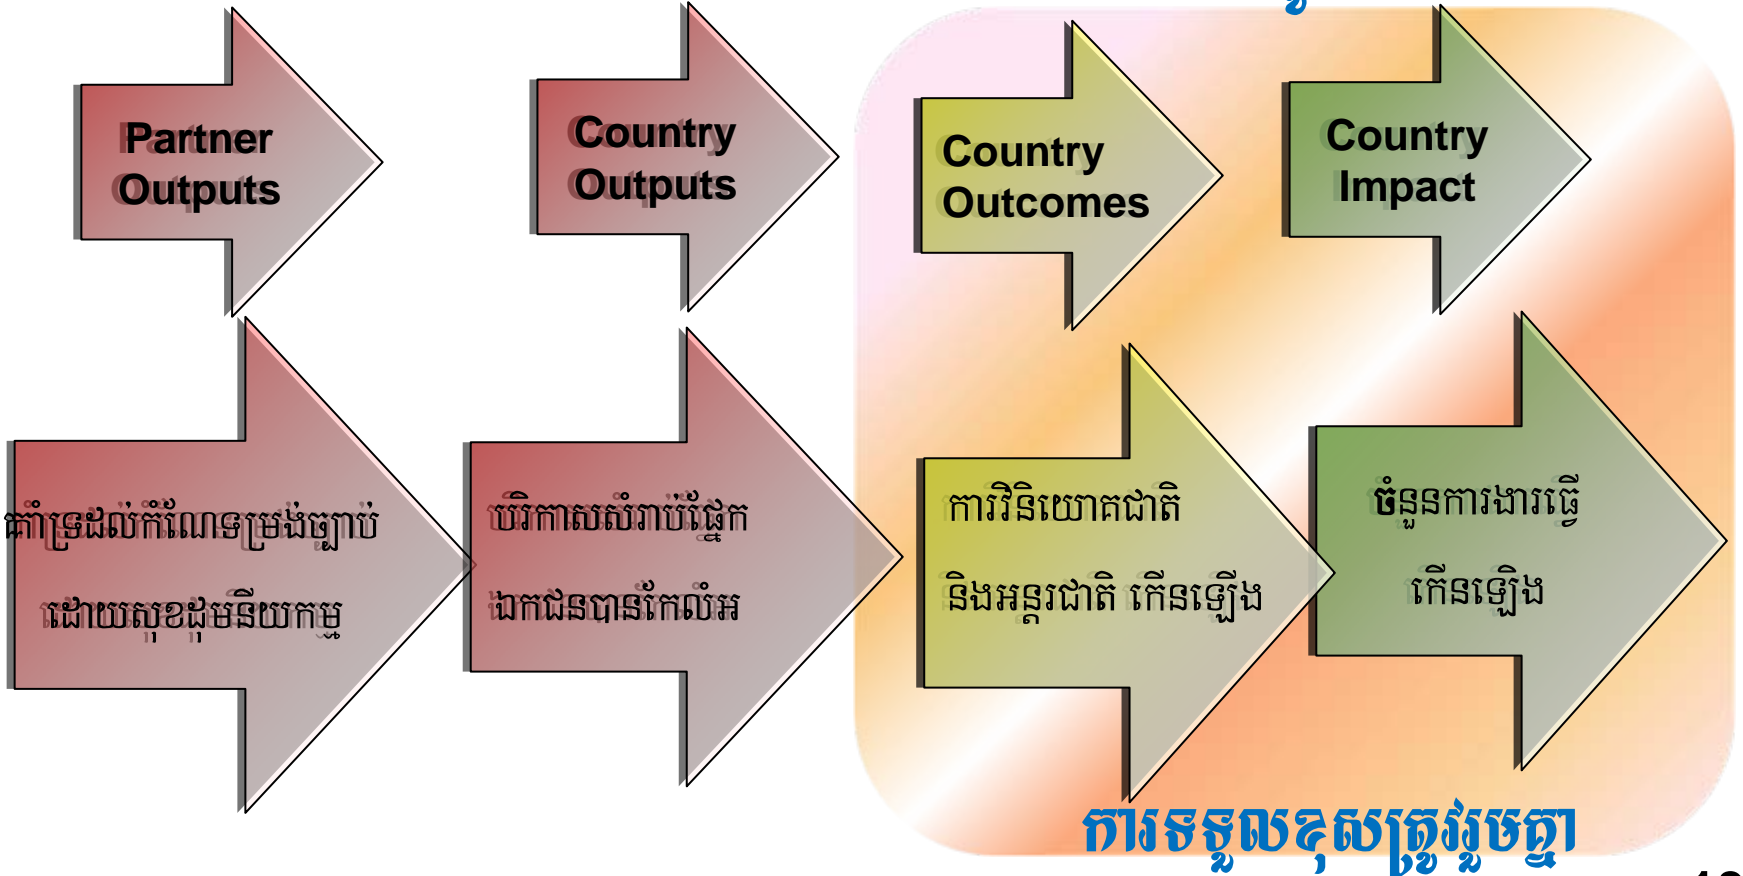 Partner
Outputs
Country
Outputs
Country
Outcomes
Country
Impact
គាំទ្រដល់កំណែទម្រង់ច្បាប់
ដោយសុខដុមនីយកម្ម
បរិកាសសំរាប់ផ្នែក
ឯកជនបានកែលំអ
ការវិនិយោគជាតិ
និងអន្តរជាតិ កើនឡើង
ចំនួនការងារធ្វើ
កើនឡើង
ការទទួលខុសត្រូវរួមគ្នា